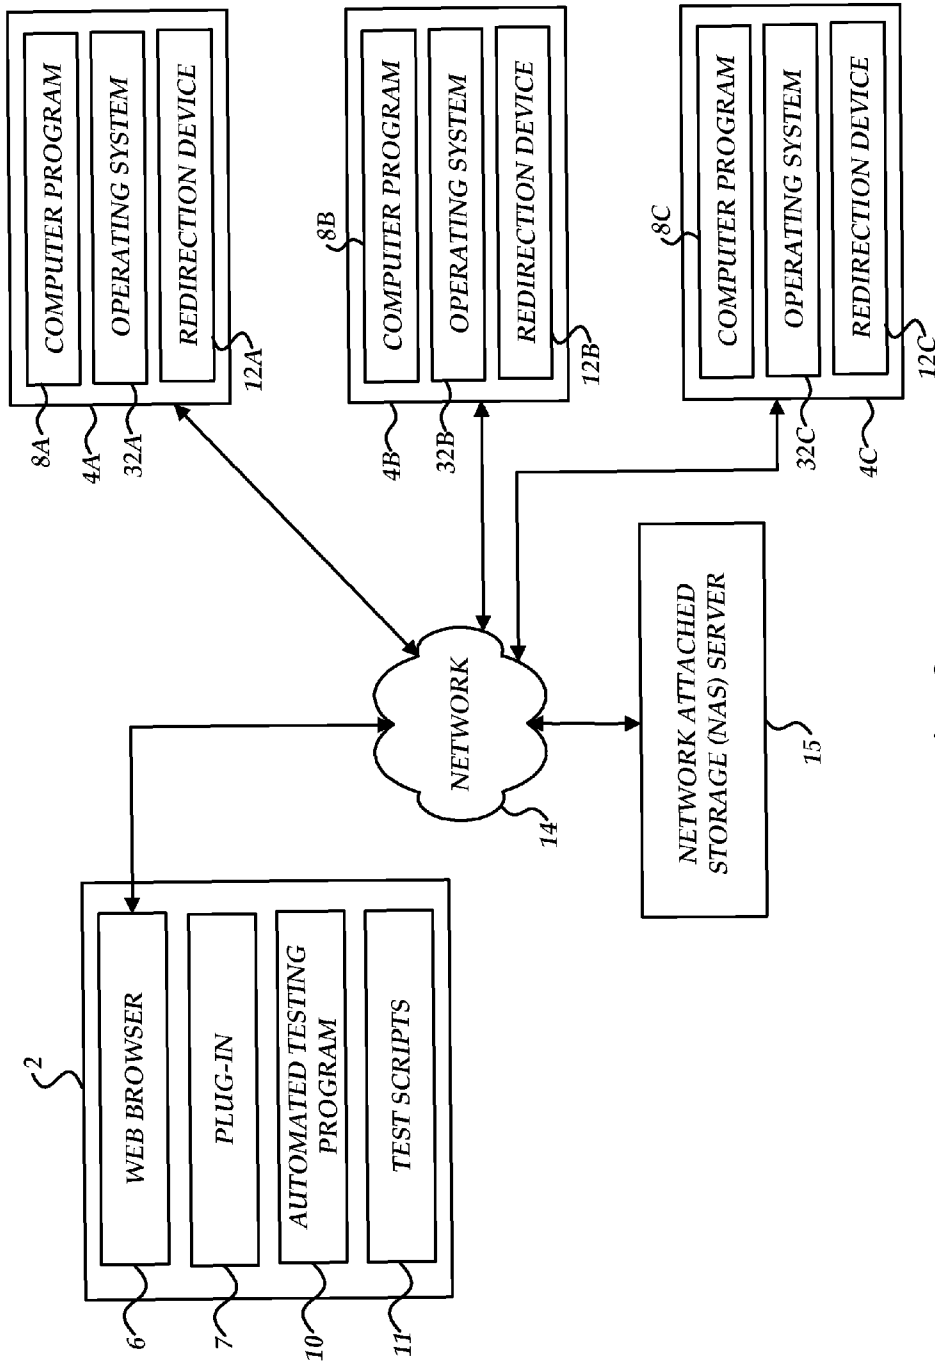 2
WEB BROWSER
6
PLUG-IN
7
AUTOMATED TESTING
PROGRAM
10
TEST SCRIPTS
11
NETWORK
14
NETWORK ATTACHED
STORAGE (NAS) SERVER
15
COMPUTER PROGRAM
OPERATING SYSTEM
REDIRECTION DEVICE
8A
4A
32A
12A
8B
COMPUTER PROGRAM
OPERATING SYSTEM
REDIRECTION DEVICE
4B
32B
12B
8C
COMPUTER PROGRAM
OPERATING SYSTEM
REDIRECTION DEVICE
32C
4C
12C